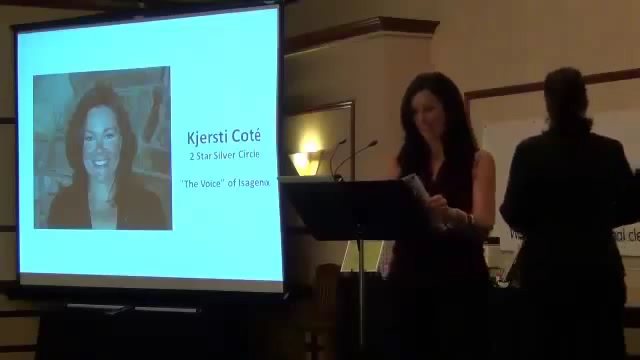 Kjersti Coté
2 Star Silver Circle
"The Voice" of Isagenix